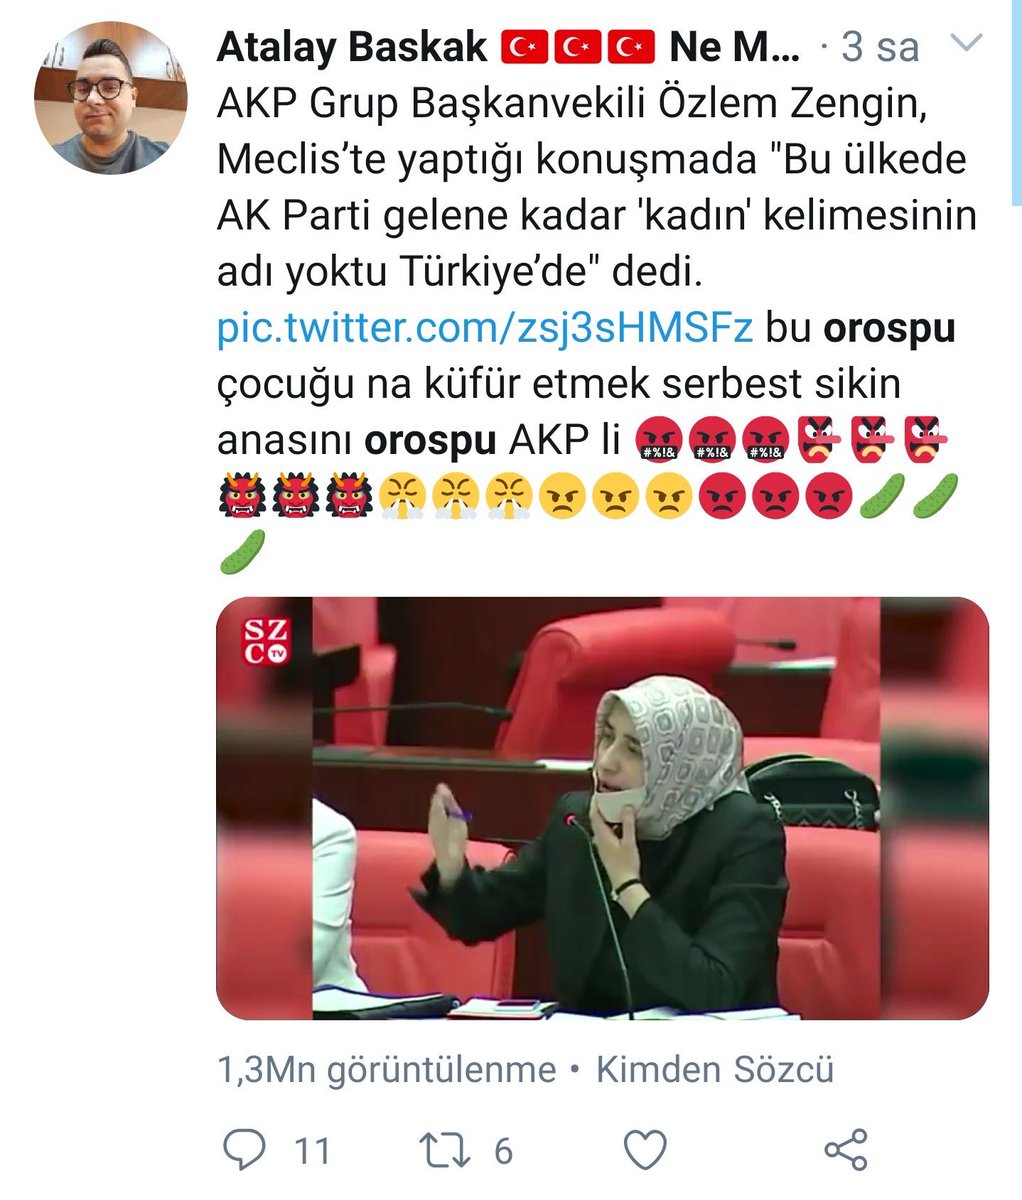 Atalay Baskak 🇹🇷🇹🇷🇹🇷 Ne M... · 3 sa
AKP Grup Başkanvekili Özlem Zengin,
Meclis’te yaptığı konuşmada "Bu ülkede
AK Parti gelene kadar 'kadın' kelimesinin
adı yoktu Türkiye’de" dedi.
pic.twitter.com/zsj3sHMSFz bu orospu
çocuğu na küfür etmek serbest sikin
anasını orospu AKP li 🤬🤬🤬👺👺👺
👹👹👹😤😤😤😠😠😠😡😡😡🥒🥒
🥒
SZ
C TV
1,3Mn görüntülenme • Kimden Sözcü
11 6